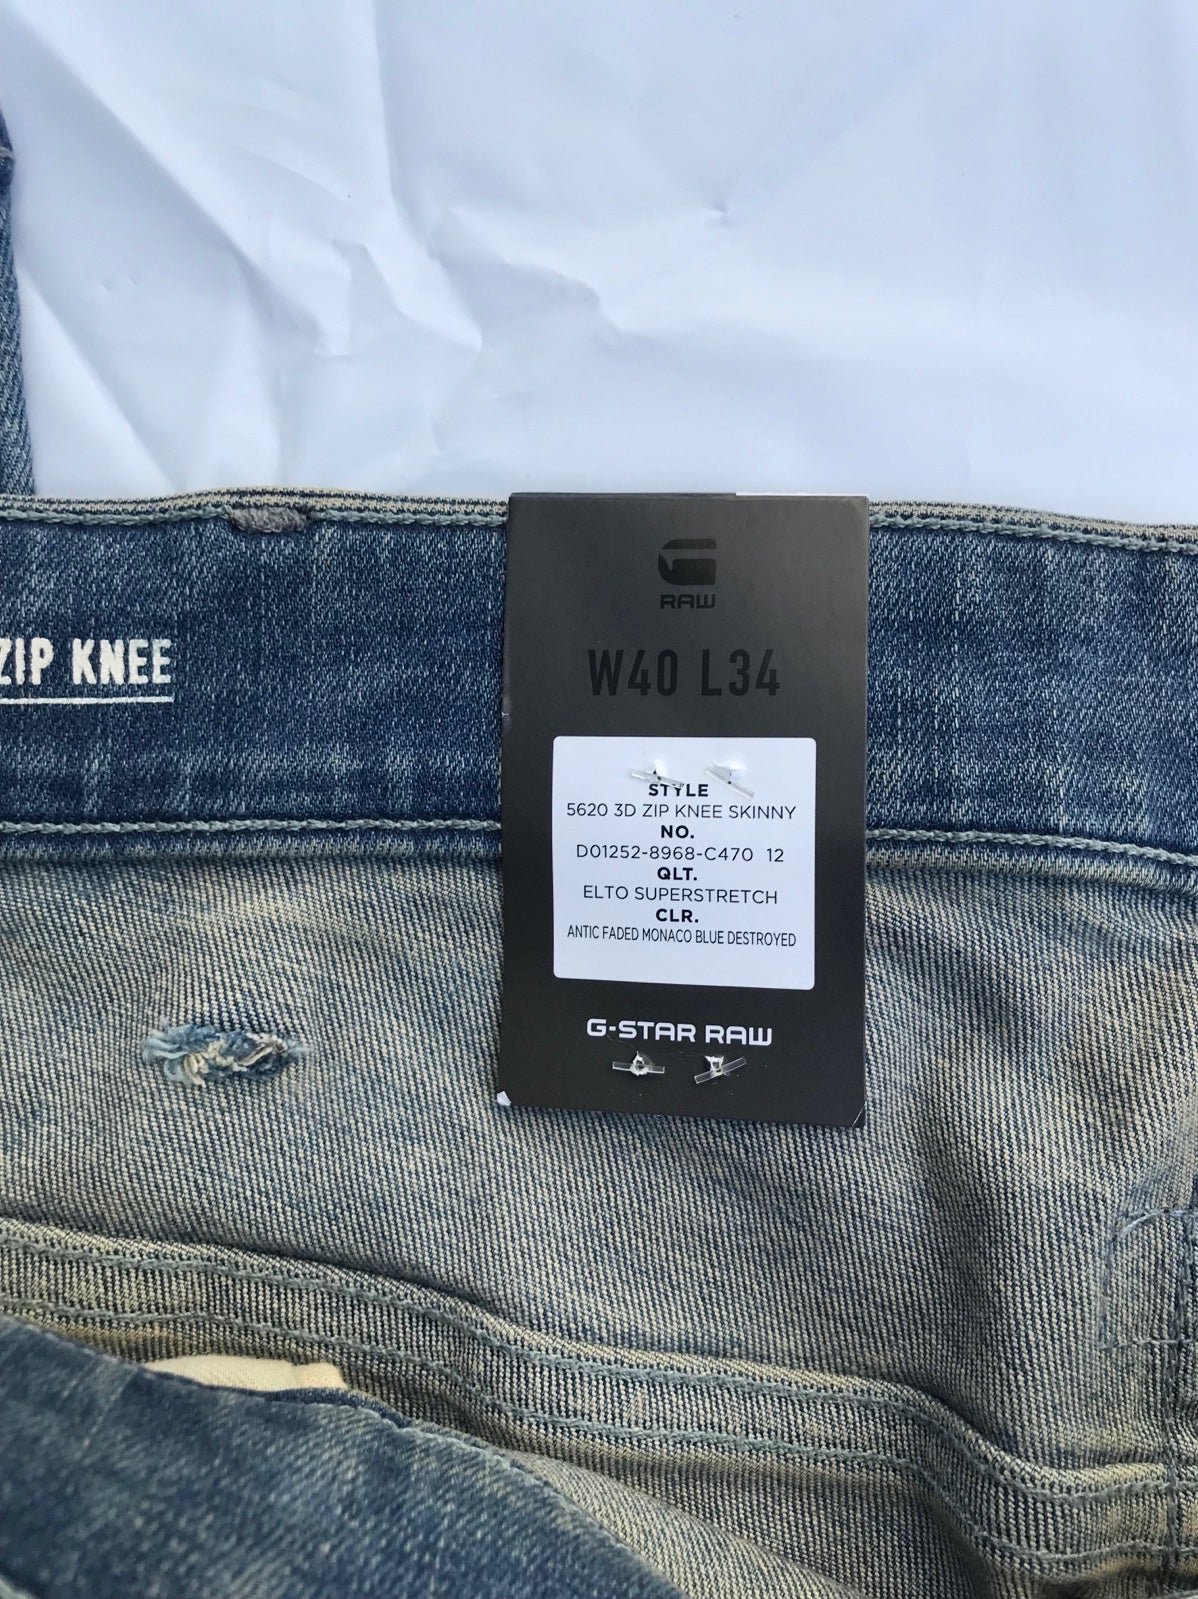 ZIP KNEE
RAW
W40 L34
STYLE
5620 3D ZIP KNEE SKINNY
NO.
D01252-8968-C470 12
QLT.
ELTO SUPERSTRETCH
CLR.
ANTIC FADED MONACO BLUE DESTROYED
G-STAR RAW